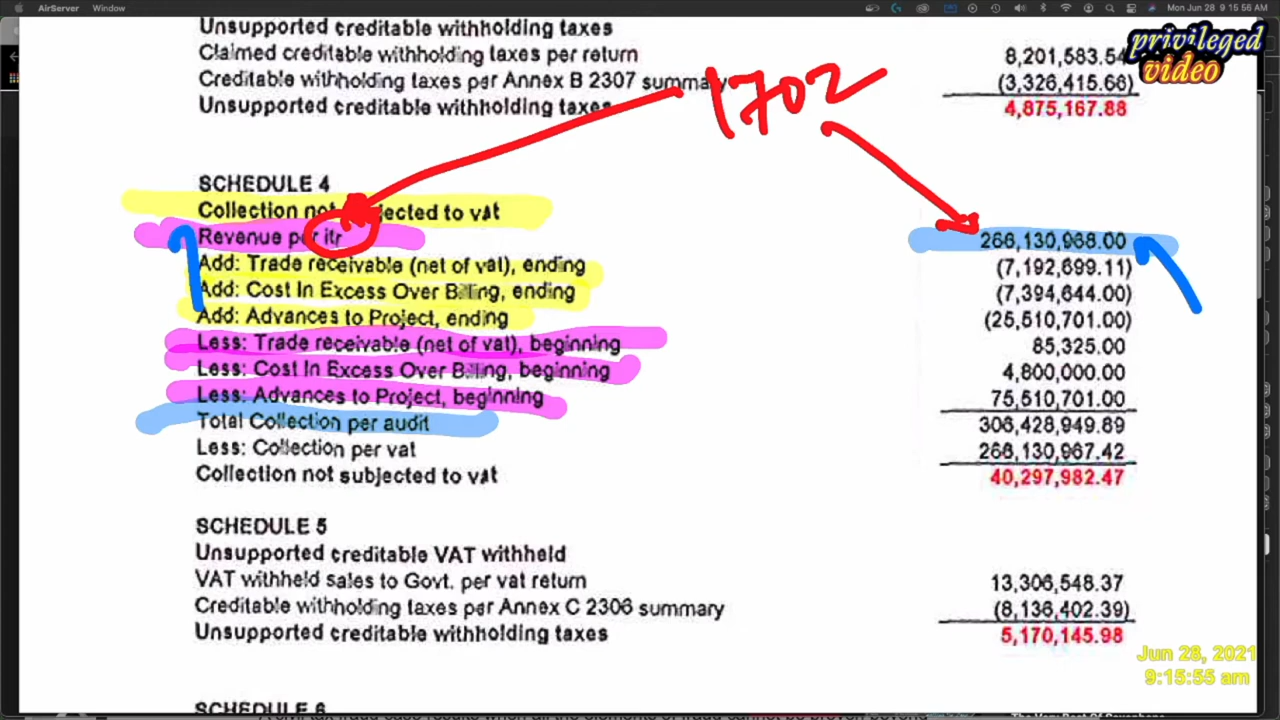 AirServer Window Mon Jun 28 9 15 56 AM
privileged
video
Unsupported creditable withholding taxes
Claimed creditable withholding taxes per return 8,201,583.54
Creditable withholding taxes per Annex B 2307 summary (3,326,415.66)
Unsupported creditable withholding taxes 4,875,167.88
1702
SCHEDULE 4
Collection not subjected to vat
Revenue per itr 266,130,968.00
Add: Trade receivable (net of vat), ending (7,192,699.11)
Add: Cost In Excess Over Billing, ending (7,394,644.00)
Add: Advances to Project, ending (25,510,701.00)
Less: Trade receivable (net of vat), beginning 85,325.00
Less: Cost In Excess Over Billing, beginning 4,800,000.00
Less: Advances to Project, beginning 75,510,701.00
Total Collection per audit 306,428,949.89
Less: Collection per vat 266,130,967.42
Collection not subjected to vat 40,297,982.47
SCHEDULE 5
Unsupported creditable VAT withheld
VAT withheld sales to Govt. per vat return 13,306,548.37
Creditable withholding taxes per Annex C 2306 summary (8,136,402.39)
Unsupported creditable withholding taxes 5,170,145.98
Jun 28, 2021
9:15:55 am
SCHEDULE 6